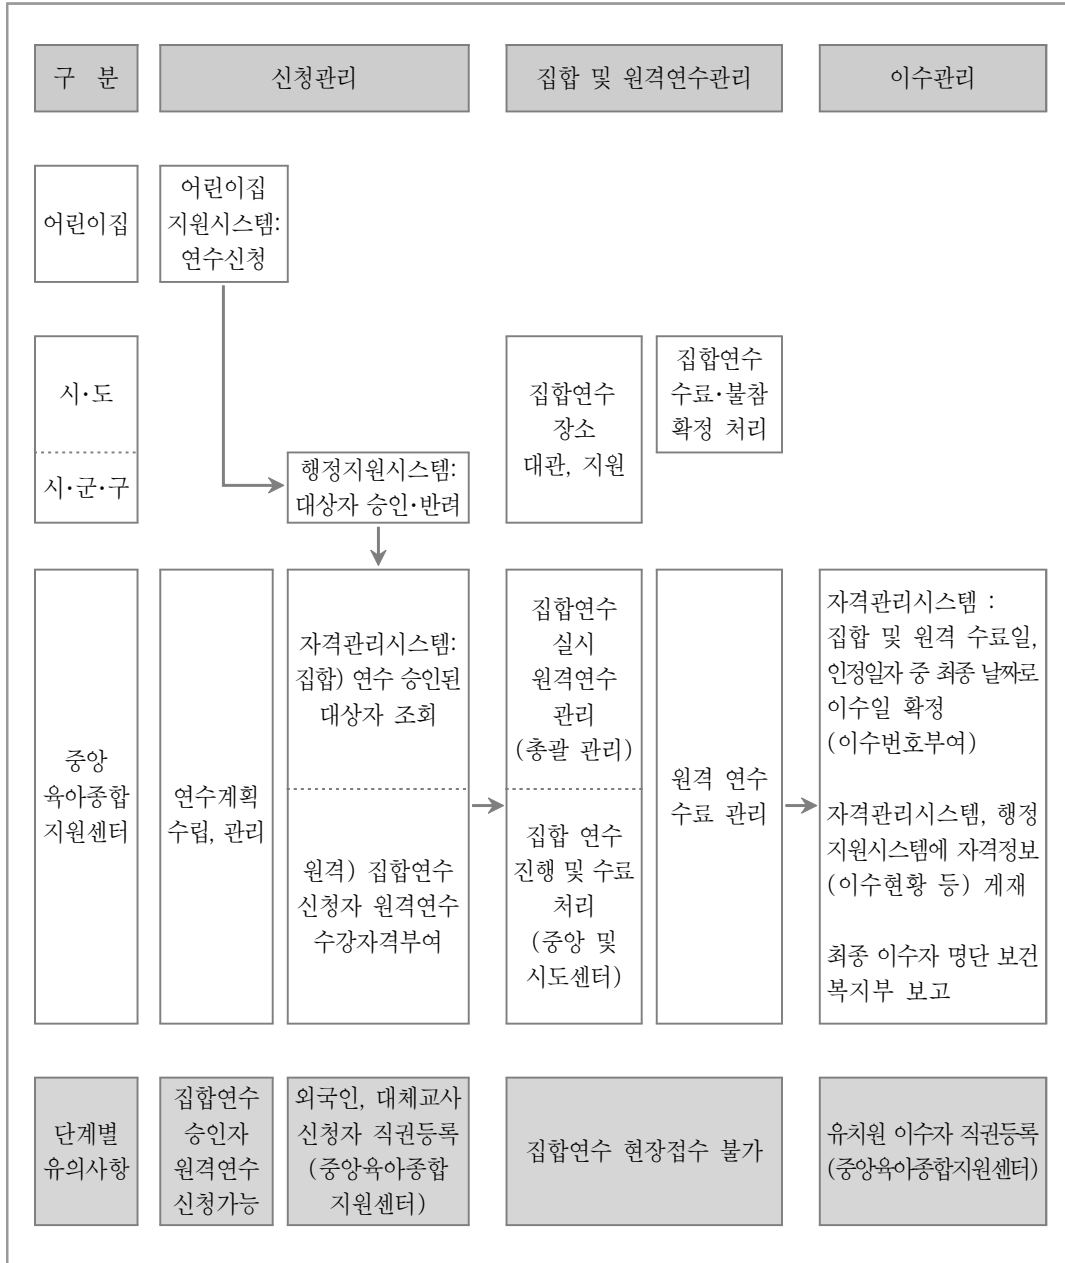 구 분
신청관리
집합 및 원격연수관리
이수관리
어린이집
어린이집
지원시스템:
연수신청
시·도
시·군·구
행정지원시스템:
대상자 승인·반려
집합연수
장소
대관, 지원
집합연수
수료·불참
확정 처리
중앙
육아종합
지원센터
연수계획
수립, 관리
자격관리시스템:
집합) 연수 승인된
대상자 조회
원격) 집합연수
신청자 원격연수
수강자격부여
집합연수
실시
원격연수
관리
(총괄 관리)
집합 연수
진행 및 수료
처리
(중앙 및
시도센터)
원격 연수
수료 관리
자격관리시스템 :
집합 및 원격 수료일,
인정일자 중 최종 날짜로
이수일 확정
(이수번호부여)
자격관리시스템, 행정
지원시스템에 자격정보
(이수현황 등) 게재
최종 이수자 명단 보건
복지부 보고
단계별
유의사항
집합연수
승인자
원격연수
신청가능
외국인, 대체교사
신청자 직권등록
(중앙육아종합
지원센터)
집합연수 현장접수 불가
유치원 이수자 직권등록
(중앙육아종합지원센터)